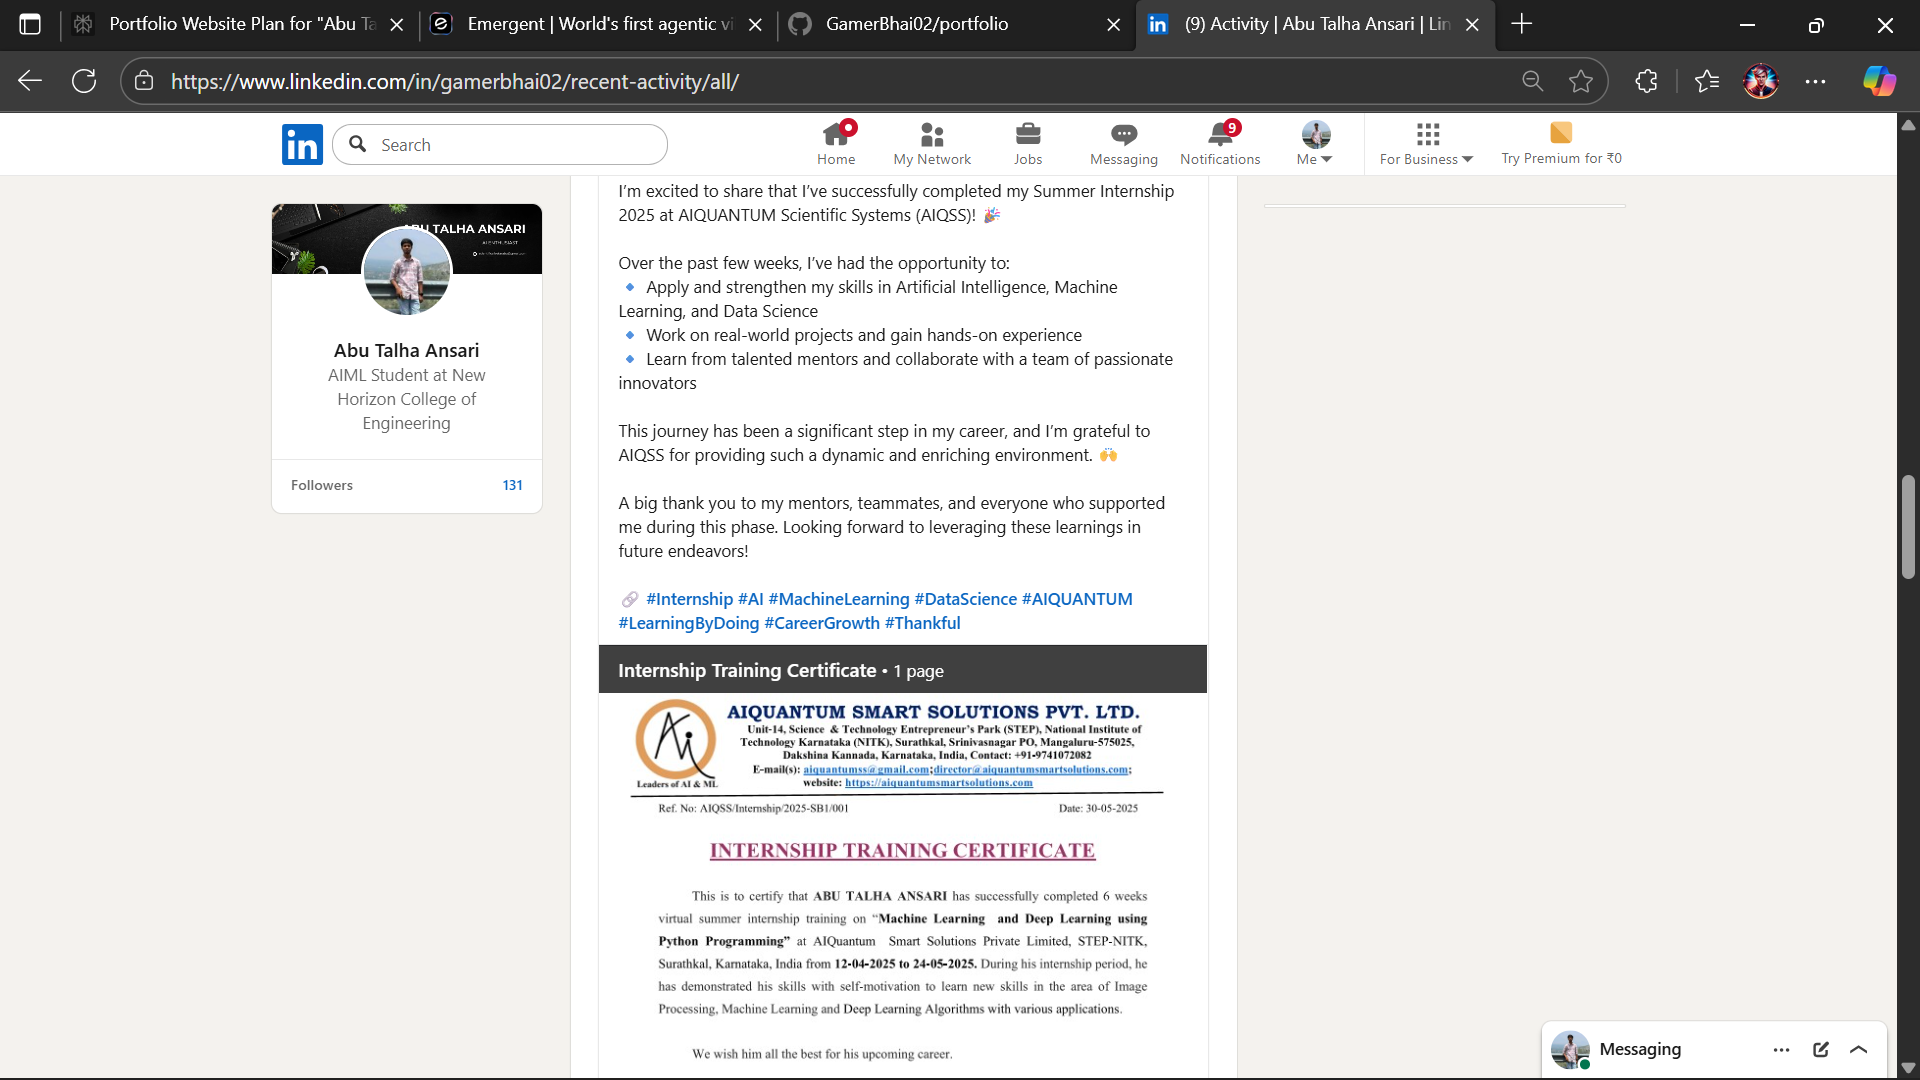 Portfolio Website Plan for "Abu Ta
Emergent | World's first agentic vi
GamerBhai02/portfolio
(9) Activity | Abu Talha Ansari | Lin
https://www.linkedin.com/in/gamerbhai02/recent-activity/all/
in
Search
Home
My Network
Jobs
Messaging
9
Notifications
Me
For Business
Try Premium for ₹0
ABU TALHA ANSARI
AI ENTHUSIAST
Abu Talha Ansari
AIML Student at New
Horizon College of
Engineering
Followers 131
I'm excited to share that I've successfully completed my Summer Internship
2025 at AIQUANTUM Scientific Systems (AIQSS)! 🎉
Over the past few weeks, I've had the opportunity to:
🔹 Apply and strengthen my skills in Artificial Intelligence, Machine
Learning, and Data Science
🔹 Work on real-world projects and gain hands-on experience
🔹 Learn from talented mentors and collaborate with a team of passionate
innovators
This journey has been a significant step in my career, and I'm grateful to
AIQSS for providing such a dynamic and enriching environment. 🙌
A big thank you to my mentors, teammates, and everyone who supported
me during this phase. Looking forward to leveraging these learnings in
future endeavors!
🔗 #Internship #AI #MachineLearning #DataScience #AIQUANTUM
#LearningByDoing #CareerGrowth #Thankful
Internship Training Certificate • 1 page
Leaders of AI & ML
AIQUANTUM SMART SOLUTIONS PVT. LTD.
Unit-14, Science & Technology Entrepreneur's Park (STEP), National Institute of
Technology Karnataka (NITK), Surathkal, Srinivasnagar PO, Mangaluru-575025,
Dakshina Kannada, Karnataka, India, Contact: +91-9741072082
E-mail(s): aiquantumss@gmail.com;director@aiquantumsmartsolutions.com;
website: https://aiquantumsmartsolutions.com
Ref. No: AIQSS/Internship/2025-SB1/001 Date: 30-05-2025
INTERNSHIP TRAINING CERTIFICATE
This is to certify that ABU TALHA ANSARI has successfully completed 6 weeks
virtual summer internship training on “Machine Learning and Deep Learning using
Python Programming” at AIQuantum Smart Solutions Private Limited, STEP-NITK,
Surathkal, Karnataka, India from 12-04-2025 to 24-05-2025. During his internship period, he
has demonstrated his skills with self-motivation to learn new skills in the area of Image
Processing, Machine Learning and Deep Learning Algorithms with various applications.
We wish him all the best for his upcoming career.
Messaging